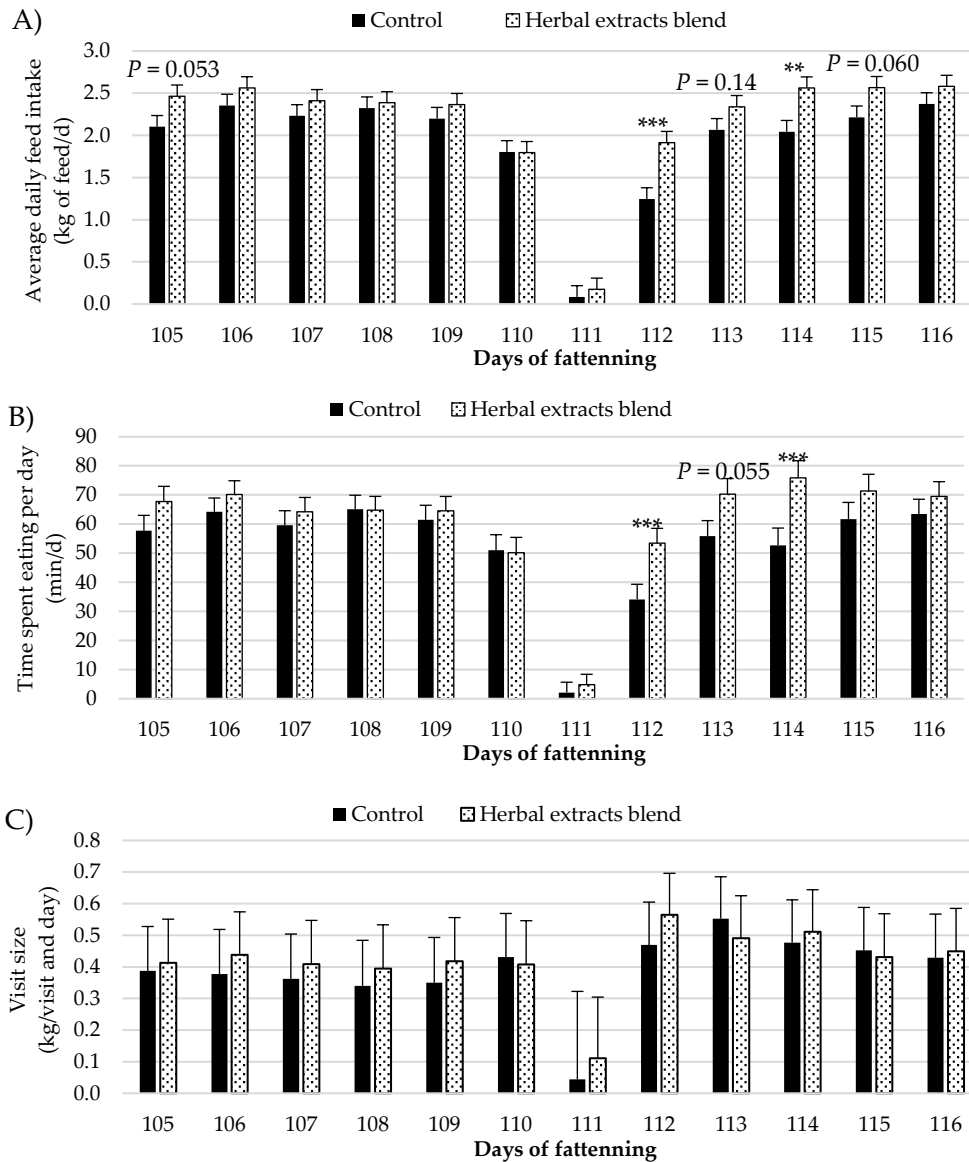 A)
Control Herbal extracts blend
Average daily feed intake
(kg of feed/d)
3.0
2.5
2.0
1.5
1.0
0.5
0.0
P = 0.053
***
P = 0.14
**
P = 0.060
105 106 107 108 109 110 111 112 113 114 115 116
Days of fattenning
B)
Control Herbal extracts blend
Time spent eating per day
(min/d)
90
80
70
60
50
40
30
20
10
0
***
P = 0.055
***
105 106 107 108 109 110 111 112 113 114 115 116
Days of fattenning
C)
Control Herbal extracts blend
Visit size
(kg/visit and day)
0.8
0.7
0.6
0.5
0.4
0.3
0.2
0.1
0.0
105 106 107 108 109 110 111 112 113 114 115 116
Days of fattenning